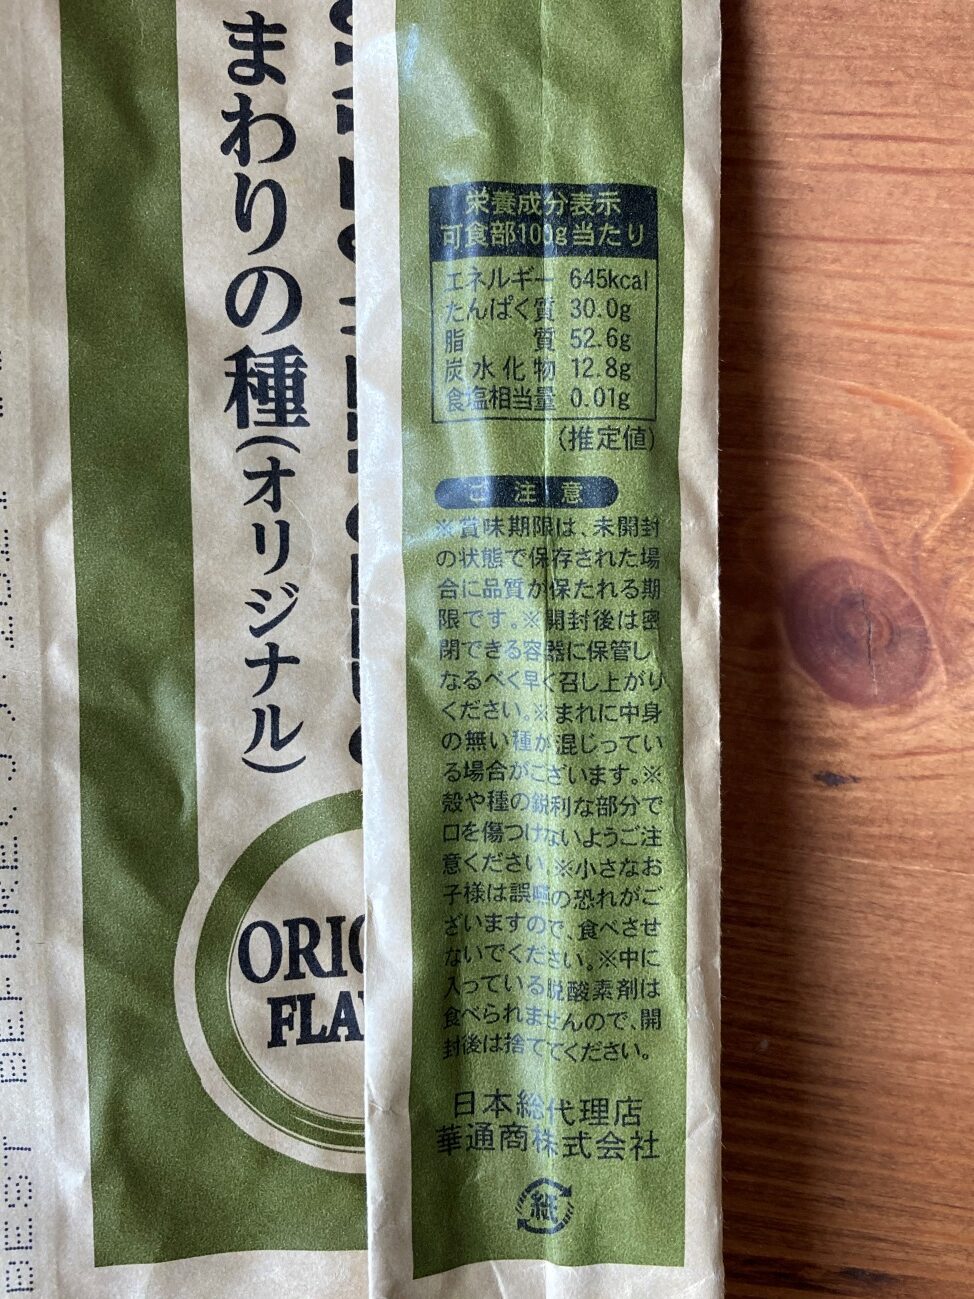 まわりの種(オリジナル)
ORIG
FLA
BEST BEFORE
栄養成分表示
可食部100g当たり
エネルギー 645kcal
たんぱく質 30.0g
脂質 52.6g
炭水化物 12.8g
食塩相当量 0.01g
(推定値)
ご注意
※賞味期限は、未開封
の状態で保存された場
合に品質が保たれる期
限です。※開封後は密
閉できる容器に保管し、
なるべく早く召し上がり
ください。※まれに中身
の無い種が混じってい
る場合がございます。※
殻や種の鋭利な部分で
口を傷つけないようご注
意ください。※小さなお
子様は誤嚥の恐れがご
ざいますので、食べさせ
ないでください。※中に
入っている脱酸素剤は
食べられませんので、開
封後は捨ててください。
日本総代理店
華通商株式会社
紙